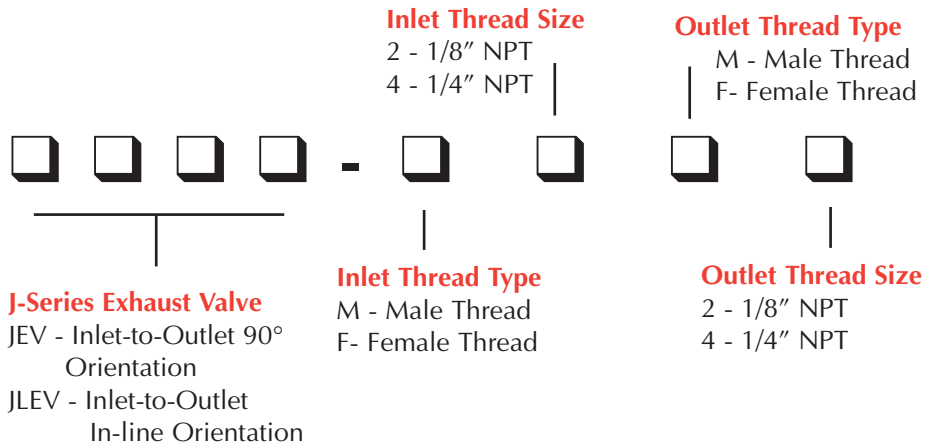 Inlet Thread Size
2 - 1/8” NPT
4 - 1/4” NPT
Outlet Thread Type
M - Male Thread
F- Female Thread
-
J-Series Exhaust Valve
JEV - Inlet-to-Outlet 90°
Orientation
JLEV - Inlet-to-Outlet
In-line Orientation
Inlet Thread Type
M - Male Thread
F- Female Thread
Outlet Thread Size
2 - 1/8” NPT
4 - 1/4” NPT